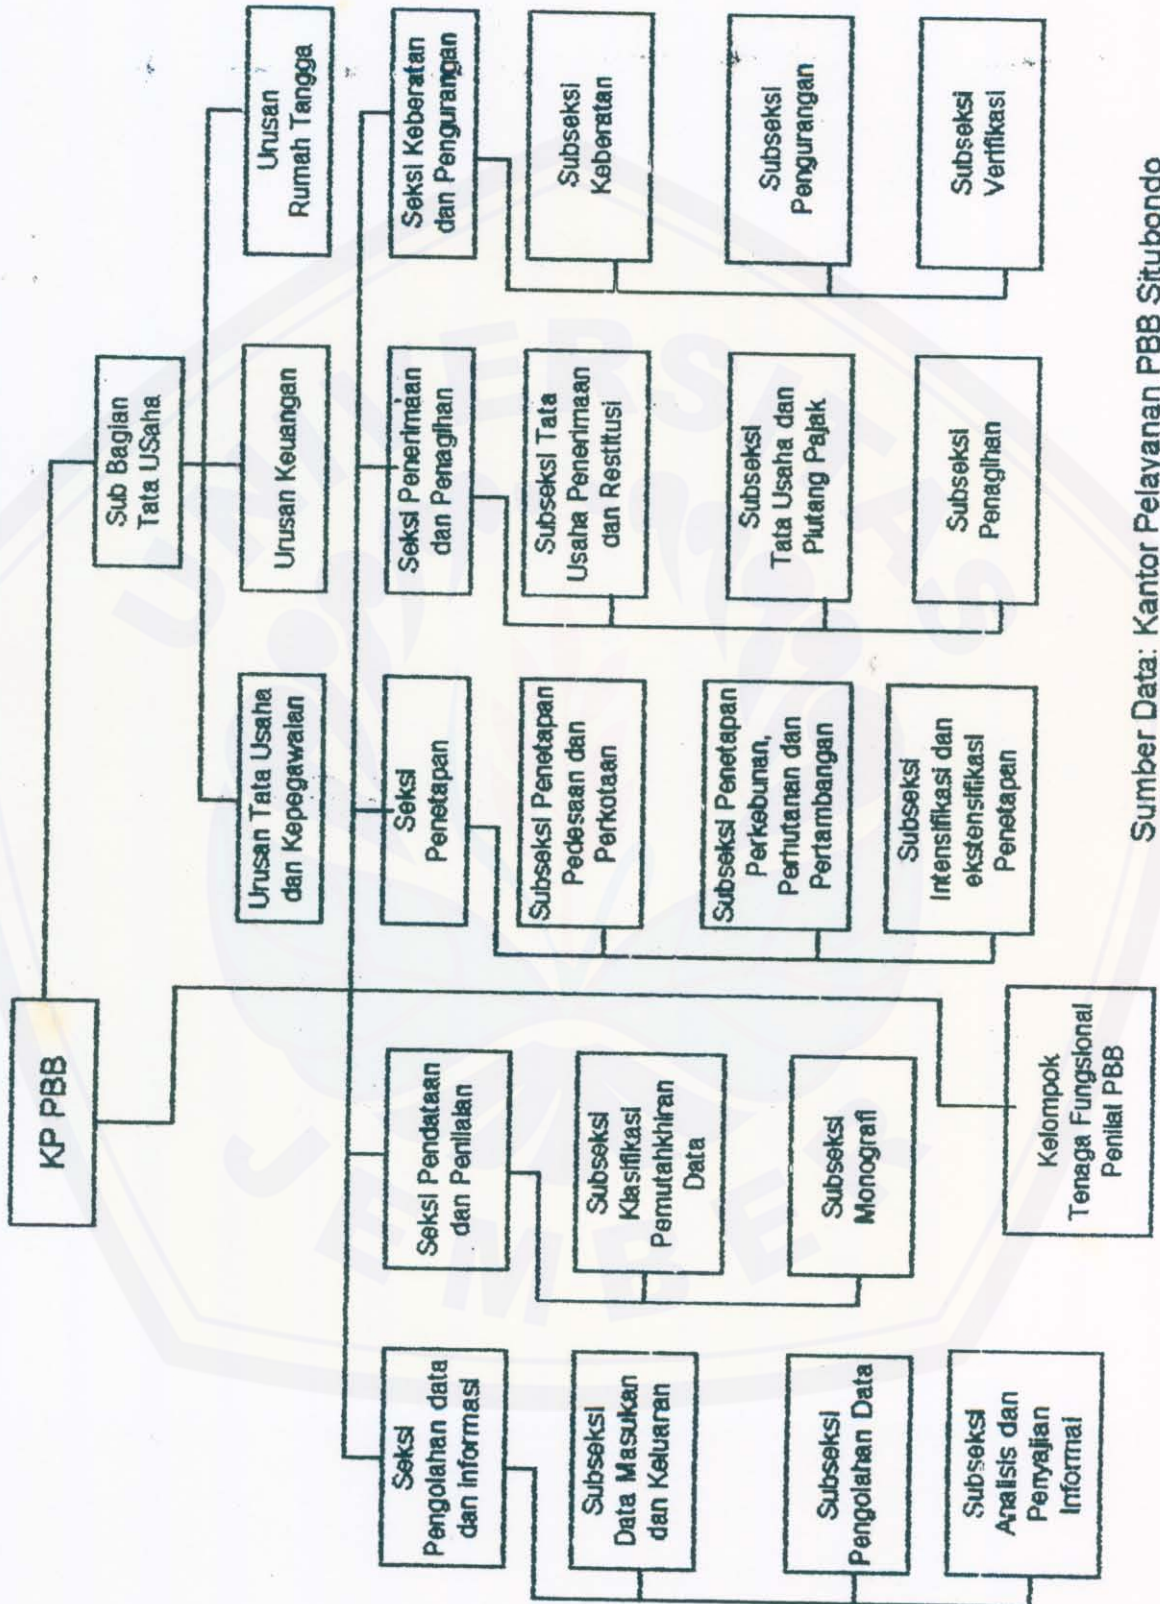 KP PBB
Sub Bagian
Tata USaha
Urusan Tata Usaha
dan Kepegawaian
Urusan Keuangan
Urusan
Rumah Tangga
Seksi
Pengolahan data
dan Informasi
Seksi Pendataan
dan Penilaian
Seksi
Penetapan
Seksi Penerimaan
dan Penagihan
Seksi Keberatan
dan Pengurangan
Subseksi
Data Masukan
dan Keluaran
Subseksi
Pengolahan Data
Subseksi
Analisis dan
Penyajian
Informal
Subseksi
Klasifikasi
Pemutakhkiran
Data
Subseksi
Monografi
Kelompok
Tenaga Fungsional
Penilai PBB
Subseksi Penetapan
Pedesaan dan
Perkotaan
Subseksi Penetapan
Perkebunan,
Perhutanan dan
Pertambangan
Subseksi
Intensifikasi dan
ekstensifikasi
Penetapan
Subseksi Tata
Usaha Penerimaan
dan Restitusi
Subseksi
Tata Usaha dan
Piutang Pajak
Subseksi
Penagihan
Subseksi
Keberatan
Subseksi
Pengurangan
Subseksi
Verifikasi
Sumber Data: Kantor Pelayanan PBB Situbondo
UNIVERSITAS
JEMBER